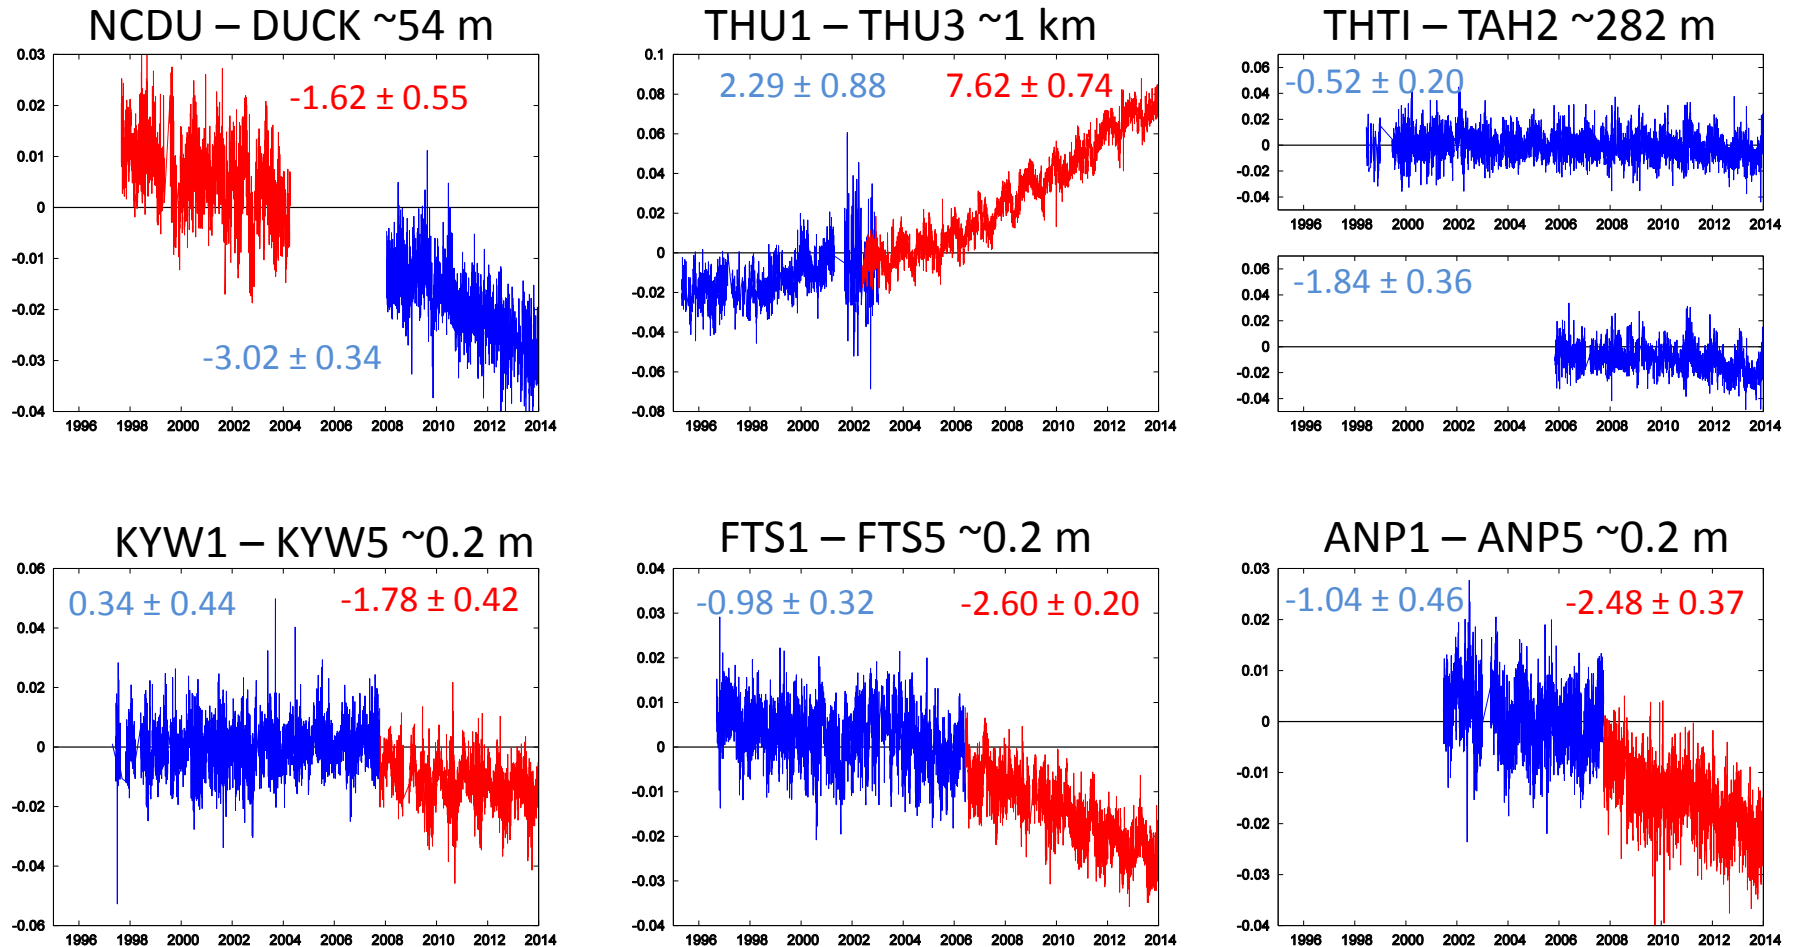 NCDU – DUCK ~54 m
0.03
0.02
0.01
0
-0.01
-0.02
-0.03
-0.04
-1.62 ± 0.55
-3.02 ± 0.34
1996 1998 2000 2002 2004 2006 2008 2010 2012 2014
THU1 – THU3 ~1 km
0.1
0.08
0.06
0.04
0.02
0
-0.02
-0.04
-0.06
-0.08
2.29 ± 0.88
7.62 ± 0.74
1996 1998 2000 2002 2004 2006 2008 2010 2012 2014
THTI – TAH2 ~282 m
0.06
0.04
0.02
0
-0.02
-0.04
-0.52 ± 0.20
1996 1998 2000 2002 2004 2006 2008 2010 2012 2014
0.06
0.04
0.02
0
-0.02
-0.04
-1.84 ± 0.36
1996 1998 2000 2002 2004 2006 2008 2010 2012 2014
KYW1 – KYW5 ~0.2 m
0.06
0.04
0.02
0
-0.02
-0.04
-0.06
0.34 ± 0.44
-1.78 ± 0.42
1996 1998 2000 2002 2004 2006 2008 2010 2012 2014
FTS1 – FTS5 ~0.2 m
0.04
0.03
0.02
0.01
0
-0.01
-0.02
-0.03
-0.04
-0.98 ± 0.32
-2.60 ± 0.20
1996 1998 2000 2002 2004 2006 2008 2010 2012 2014
ANP1 – ANP5 ~0.2 m
0.03
0.02
0.01
0
-0.01
-0.02
-0.03
-0.04
-1.04 ± 0.46
-2.48 ± 0.37
1996 1998 2000 2002 2004 2006 2008 2010 2012 2014